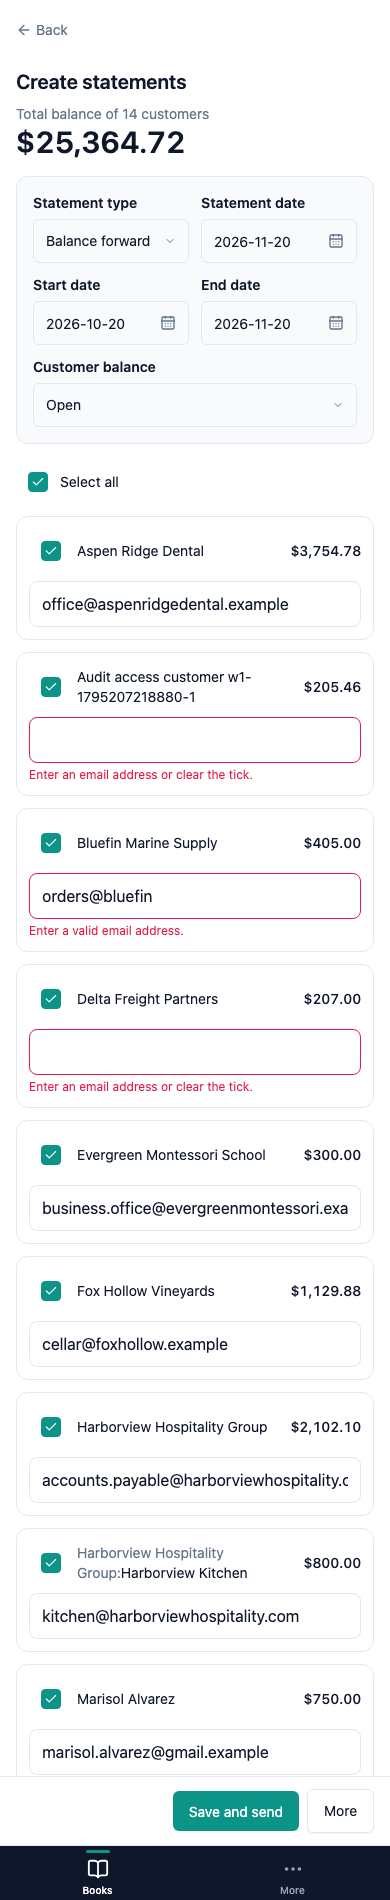 Back
Create statements
Total balance of 14 customers
$25,364.72
Statement type
Statement date
Balance forward
2026-11-20
Start date
End date
2026-10-20
2026-11-20
Customer balance
Open
Select all
Aspen Ridge Dental
$3,754.78
office@aspenridgedental.example
Audit access customer w1-
1795207218880-1
$205.46
Enter an email address or clear the tick.
Bluefin Marine Supply
$405.00
orders@bluefin
Enter a valid email address.
Delta Freight Partners
$207.00
Enter an email address or clear the tick.
Evergreen Montessori School
$300.00
business.office@evergreenmontessori.exa
Fox Hollow Vineyards
$1,129.88
cellar@foxhollow.example
Harborview Hospitality Group
$2,102.10
accounts.payable@harborviewhospitality.c
Harborview Hospitality
Group:Harborview Kitchen
$800.00
kitchen@harborviewhospitality.com
Marisol Alvarez
$750.00
marisol.alvarez@gmail.example
Save and send
More
Books
More